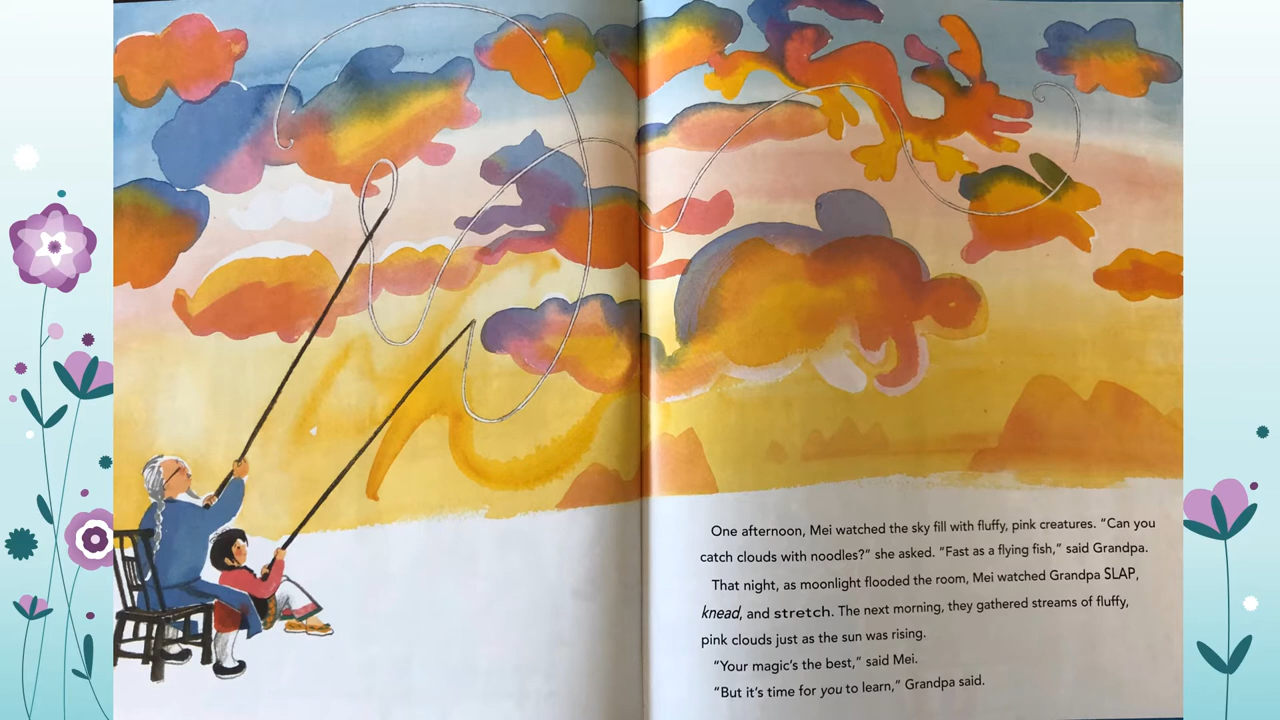 One afternoon, Mei watched the sky fill with fluffy, pink creatures. “Can you
catch clouds with noodles?” she asked. “Fast as a flying fish,” said Grandpa.
That night, as moonlight flooded the room, Mei watched Grandpa SLAP,
knead, and stretch. The next morning, they gathered streams of fluffy,
pink clouds just as the sun was rising.
“Your magic’s the best,” said Mei.
“But it’s time for you to learn,” Grandpa said.